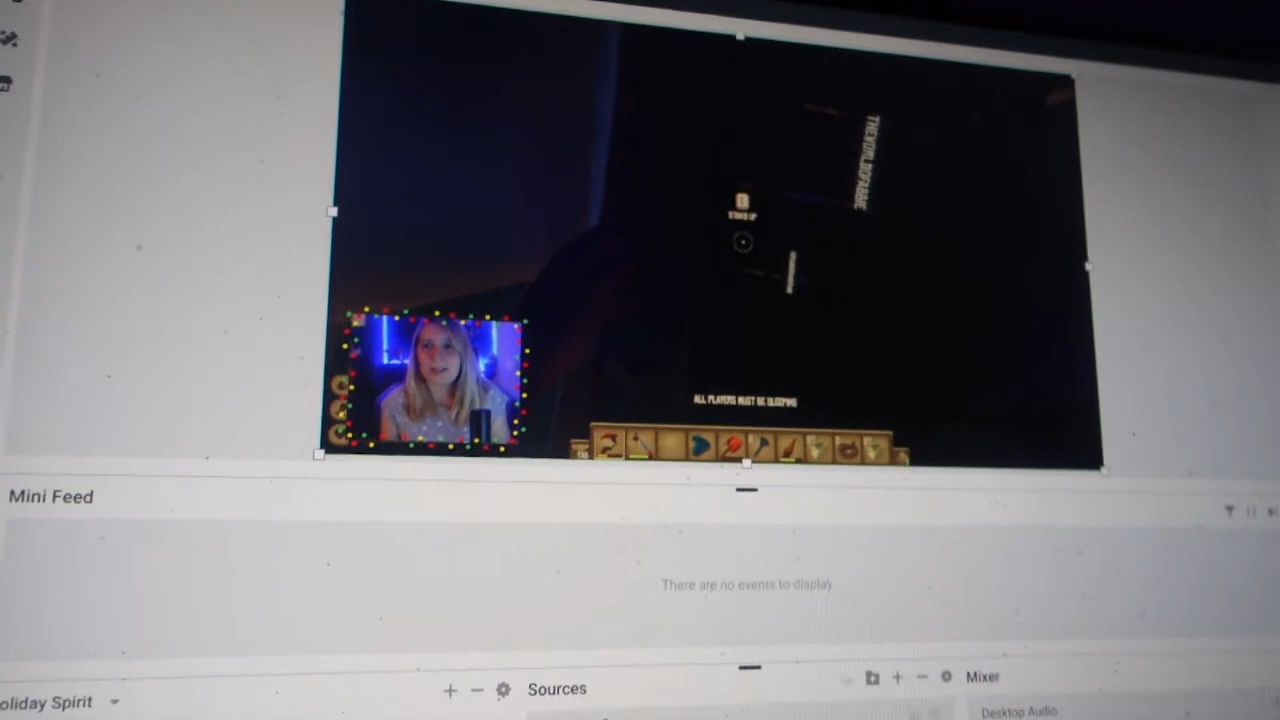 STAND UP
ALL PLAYERS MUST BE SLEEPING
Mini Feed
There are no events to display
oliday Spirit
Sources
Mixer
Desktop Audio